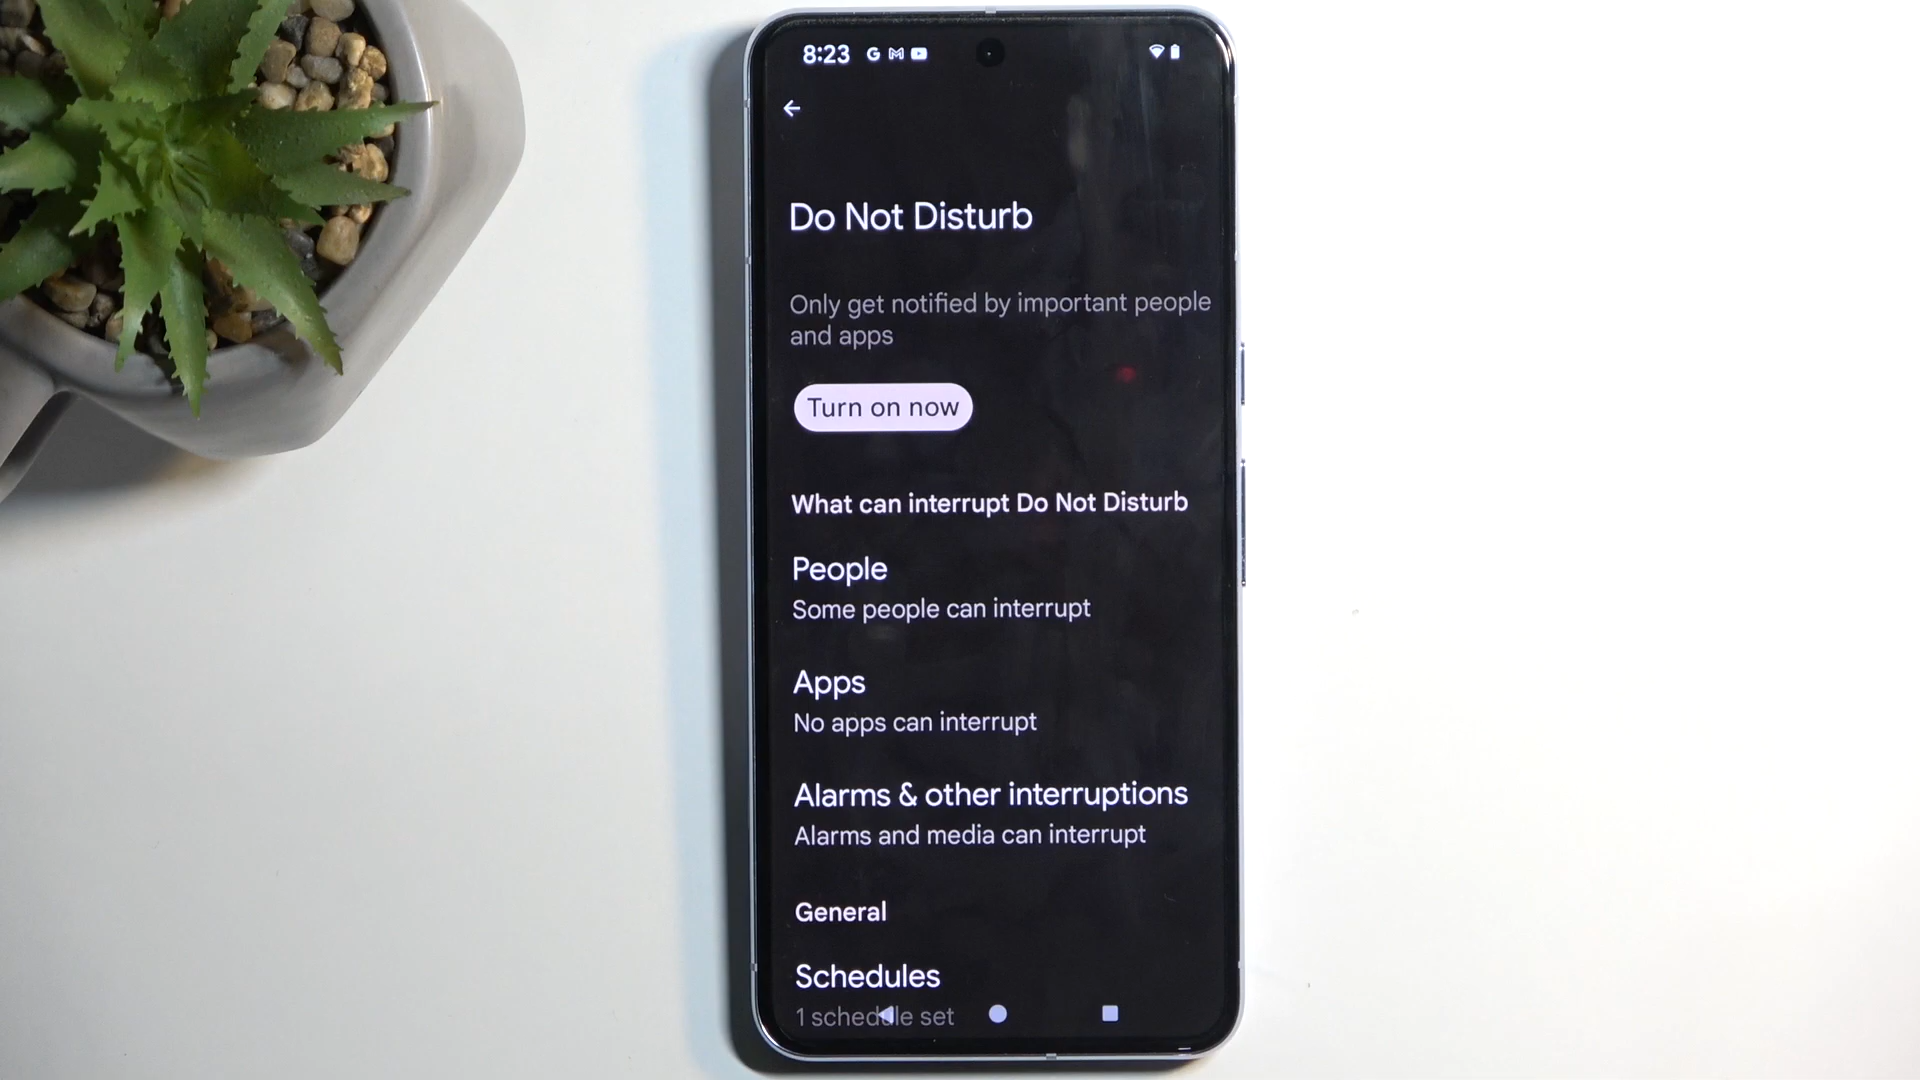 8:23 G M
Do Not Disturb
Only get notified by important people
and apps
Turn on now
What can interrupt Do Not Disturb
People
Some people can interrupt
Apps
No apps can interrupt
Alarms & other interruptions
Alarms and media can interrupt
General
Schedules
1 schedule set